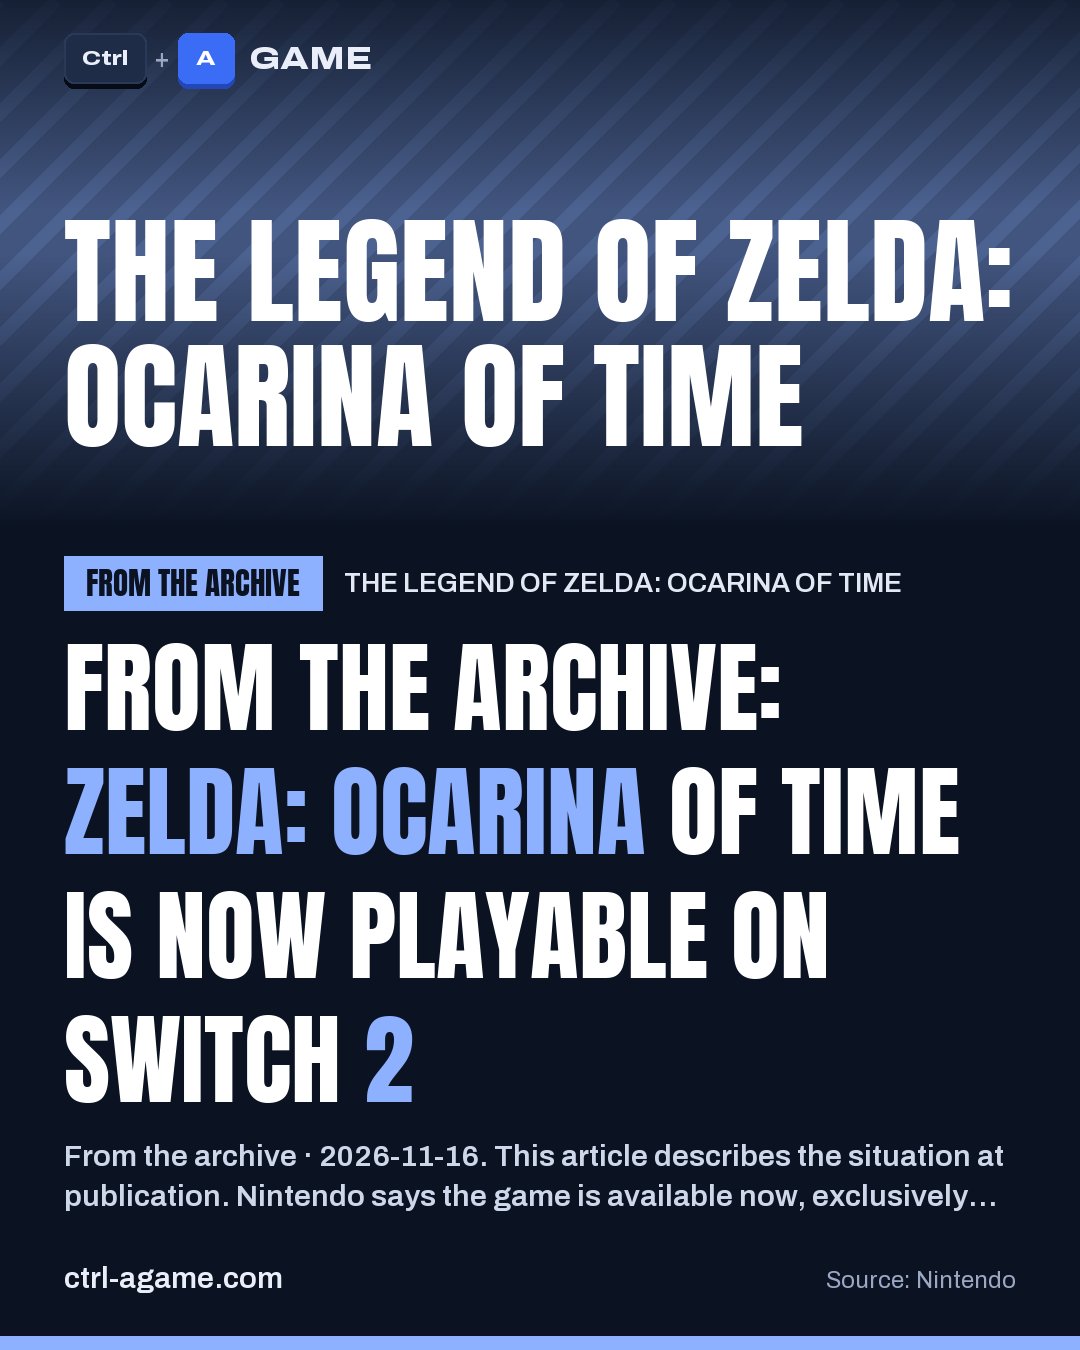 Ctrl + A GAME
THE LEGEND OF ZELDA:
OCARINA OF TIME
FROM THE ARCHIVE THE LEGEND OF ZELDA: OCARINA OF TIME
FROM THE ARCHIVE:
ZELDA: OCARINA OF TIME
IS NOW PLAYABLE ON
SWITCH 2
From the archive · 2026-11-16. This article describes the situation at
publication. Nintendo says the game is available now, exclusively...
ctrl-agame.com Source: Nintendo